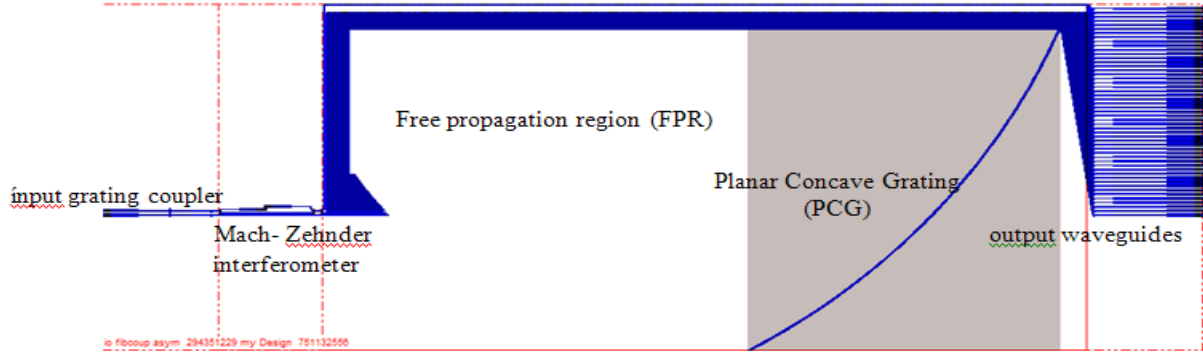 Free propagation region (FPR)
input grating coupler
Planar Concave Grating
(PCG)
Mach- Zehnder
interferometer
output waveguides
io fibcoup asym 294351229 my Design 751132556